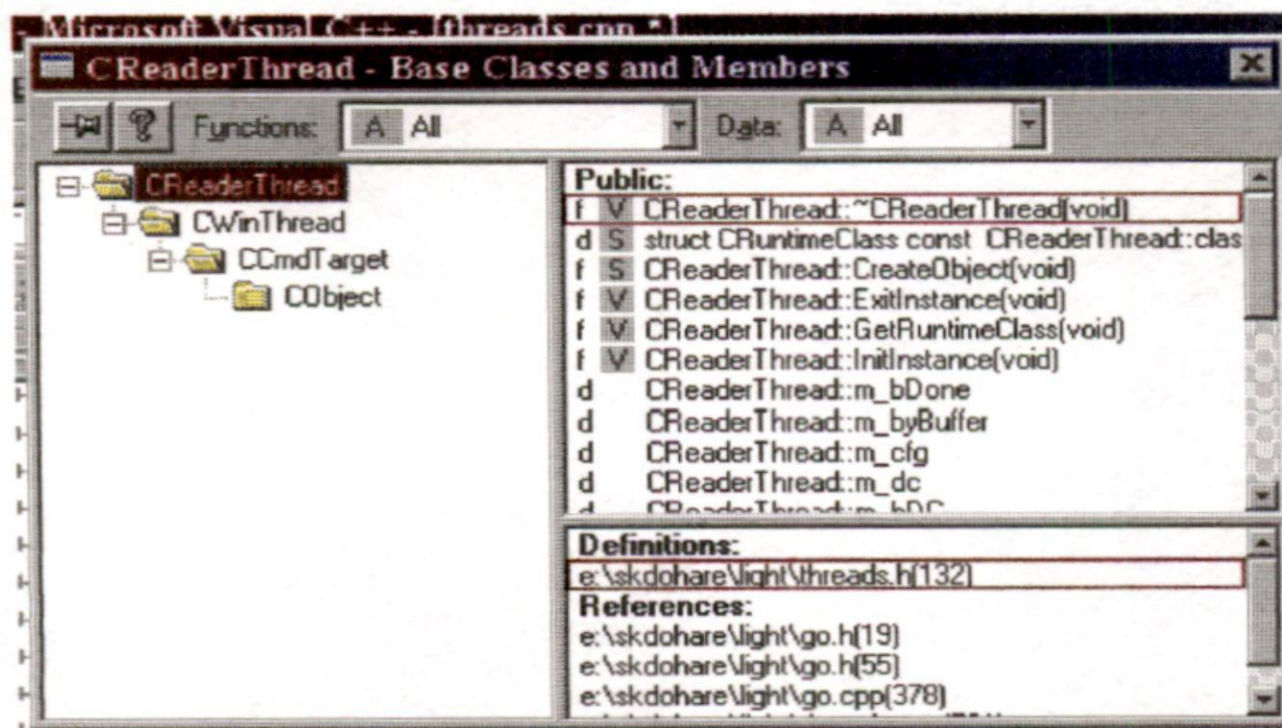 - Microsoft Visual C++ - [threads.cpp *]
CReaderThread - Base Classes and Members
Functions: A All Data: A All
CReaderThread
CWinThread
CCmdTarget
CObject
Public:
f V CReaderThread::~CReaderThread(void)
d S struct CRuntimeClass const CReaderThread::clas
f S CReaderThread::CreateObject(void)
f V CReaderThread::ExitInstance(void)
f V CReaderThread::GetRuntimeClass(void)
f V CReaderThread::InitInstance(void)
d CReaderThread::m_bDone
d CReaderThread::m_byBuffer
d CReaderThread::m_cfg
d CReaderThread::m_dc
d CReaderThread::m_hDC
Definitions:
e:\skdohare\light\threads.h(132)
References:
e:\skdohare\light\go.h(19)
e:\skdohare\light\go.h(55)
e:\skdohare\light\go.cpp(378)